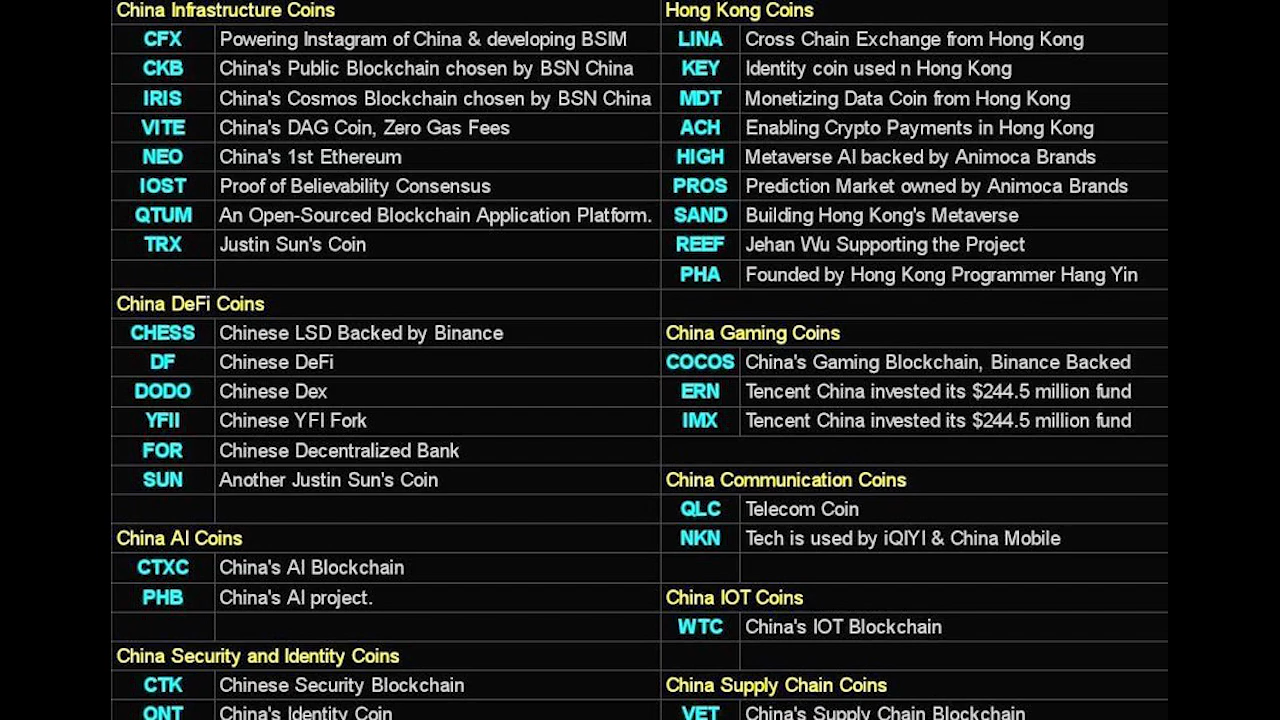 China Infrastructure Coins
CFX Powering Instagram of China & developing BSIM
CKB China's Public Blockchain chosen by BSN China
IRIS China's Cosmos Blockchain chosen by BSN China
VITE China's DAG Coin, Zero Gas Fees
NEO China's 1st Ethereum
IOST Proof of Believability Consensus
QTUM An Open-Sourced Blockchain Application Platform.
TRX Justin Sun's Coin
China DeFi Coins
CHESS Chinese LSD Backed by Binance
DF Chinese DeFi
DODO Chinese Dex
YFII Chinese YFI Fork
FOR Chinese Decentralized Bank
SUN Another Justin Sun's Coin
China AI Coins
CTXC China's AI Blockchain
PHB China's AI project.
China Security and Identity Coins
CTK Chinese Security Blockchain
ONT China's Identity Coin
Hong Kong Coins
LINA Cross Chain Exchange from Hong Kong
KEY Identity coin used n Hong Kong
MDT Monetizing Data Coin from Hong Kong
ACH Enabling Crypto Payments in Hong Kong
HIGH Metaverse AI backed by Animoca Brands
PROS Prediction Market owned by Animoca Brands
SAND Building Hong Kong's Metaverse
REEF Jehan Wu Supporting the Project
PHA Founded by Hong Kong Programmer Hang Yin
China Gaming Coins
COCOS China's Gaming Blockchain, Binance Backed
ERN Tencent China invested its $244.5 million fund
IMX Tencent China invested its $244.5 million fund
China Communication Coins
QLC Telecom Coin
NKN Tech is used by iQIYI & China Mobile
China IOT Coins
WTC China's IOT Blockchain
China Supply Chain Coins
VET China's Supply Chain Blockchain